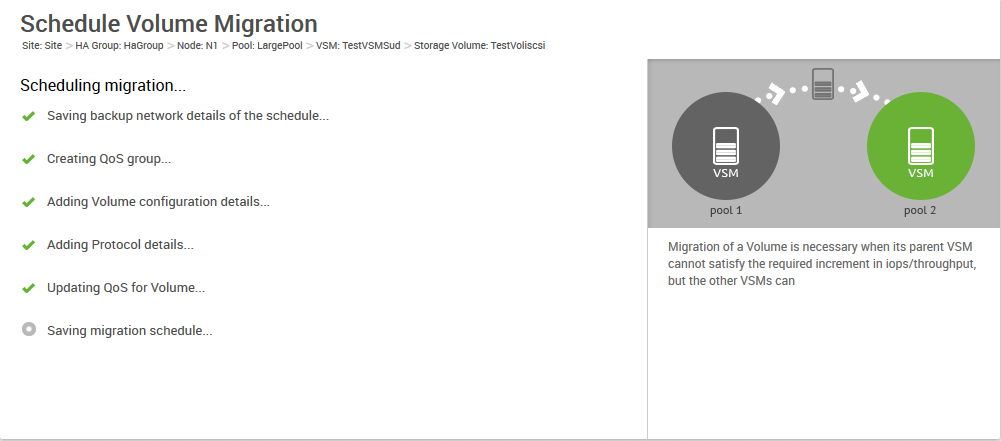 Schedule Volume Migration
Site: Site > HA Group: HaGroup > Node: N1 > Pool: LargePool > VSM: TestVSMSud > Storage Volume: TestVoliscsi
Scheduling migration...
Saving backup network details of the schedule...
Creating QoS group...
Adding Volume configuration details...
Adding Protocol details...
Updating QoS for Volume...
Saving migration schedule...
VSM
VSM
pool 1
pool 2
Migration of a Volume is necessary when its parent VSM
cannot satisfy the required increment in iops/throughput,
but the other VSMs can